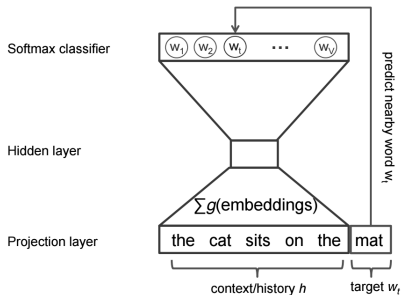 Softmax classifier
w1 w2 wt ... wV
predict nearby word wt
Hidden layer
∑g(embeddings)
Projection layer
the cat sits on the mat
context/history h
target wt